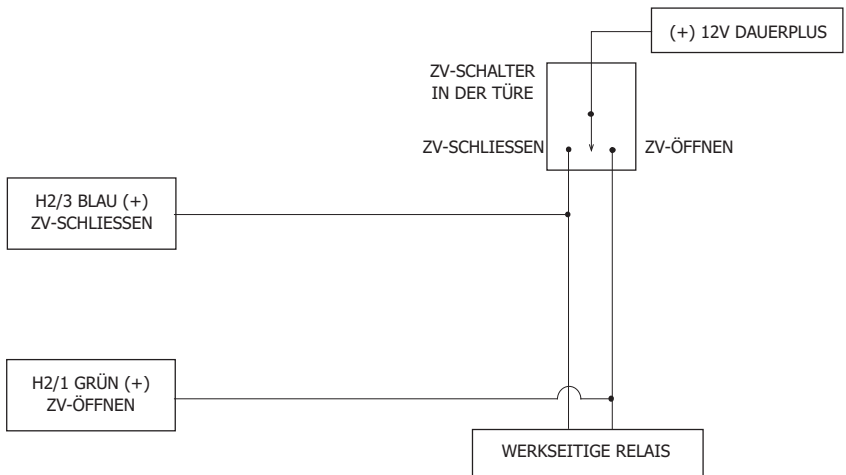 (+) 12V DAUERPLUS
ZV-SCHALTER
IN DER TÜRE
ZV-SCHLIESSEN
ZV-ÖFFNEN
H2/3 BLAU (+)
ZV-SCHLIESSEN
H2/1 GRÜN (+)
ZV-ÖFFNEN
WERKSEITIGE RELAIS